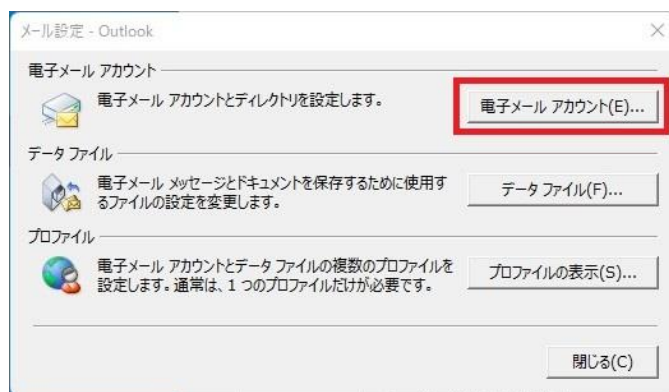 メール設定 - Outlook
電子メール アカウント
電子メール アカウントとディレクトリを設定します。
電子メール アカウント(E)...
データ ファイル
電子メール メッセージとドキュメントを保存するために使用す
るファイルの設定を変更します。
データ ファイル(F)...
プロファイル
電子メール アカウントとデータ ファイルの複数のプロファイルを
設定します。通常は、1 つのプロファイルだけが必要です。
プロファイルの表示(S)...
閉じる(C)